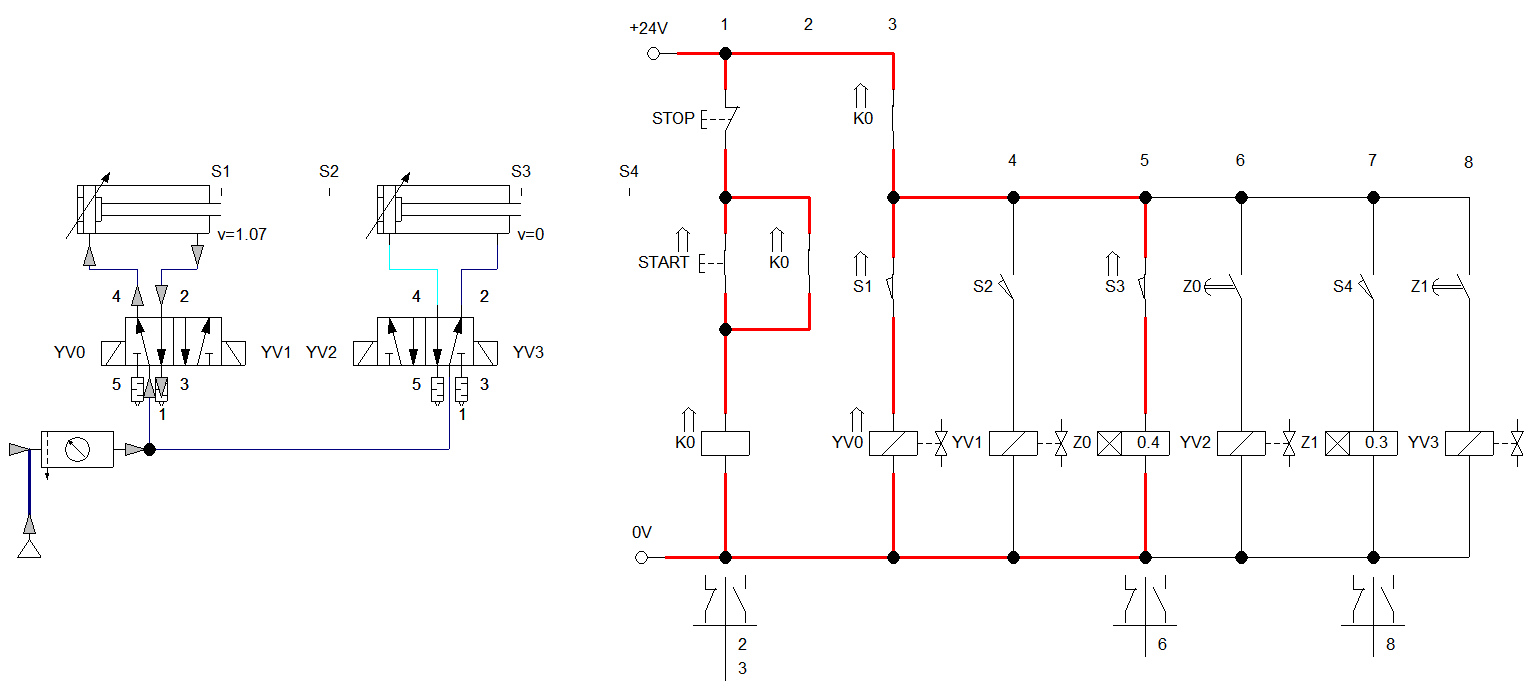 1 2 3
+24V
STOP K0
S1 S2 S3 S4
4 5 6 7 8
v=1.07 v=0
START K0 S1 S2 S3 Z0 S4 Z1
4 2 4 2
YV0 YV1 YV2 YV3
5 3 5 3
1 1
K0 YV0 YV1 Z0 0.4 YV2 Z1 0.3 YV3
0V
2 6 8
3